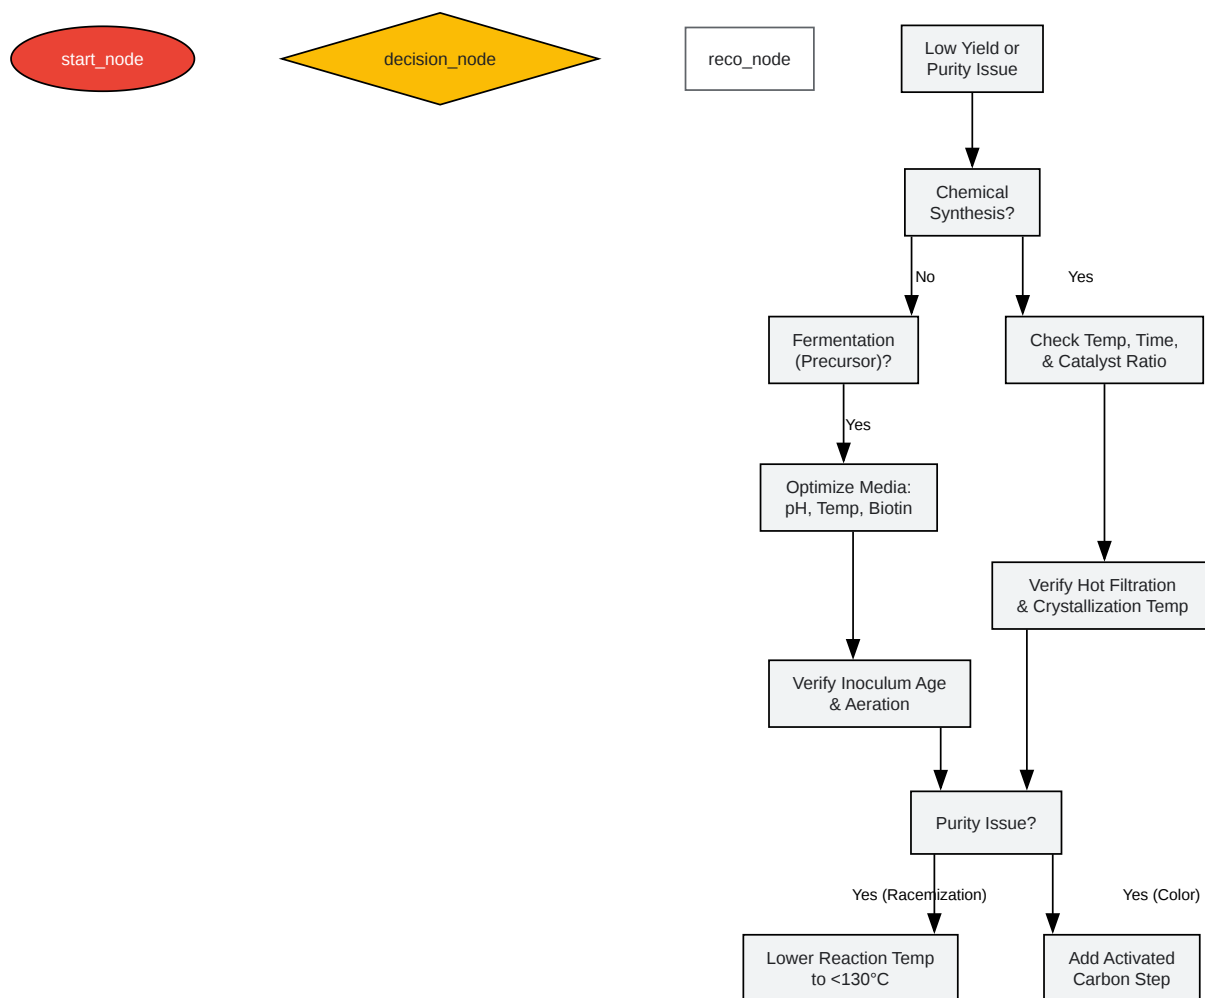 start_node
decision_node
reco_node
Low Yield or
Purity Issue
Chemical
Synthesis?
No
Yes
Fermentation
(Precursor)?
Check Temp, Time,
& Catalyst Ratio
Yes
Optimize Media:
pH, Temp, Biotin
Verify Hot Filtration
& Crystallization Temp
Verify Inoculum Age
& Aeration
Purity Issue?
Yes (Racemization)
Yes (Color)
Lower Reaction Temp
to <130°C
Add Activated
Carbon Step